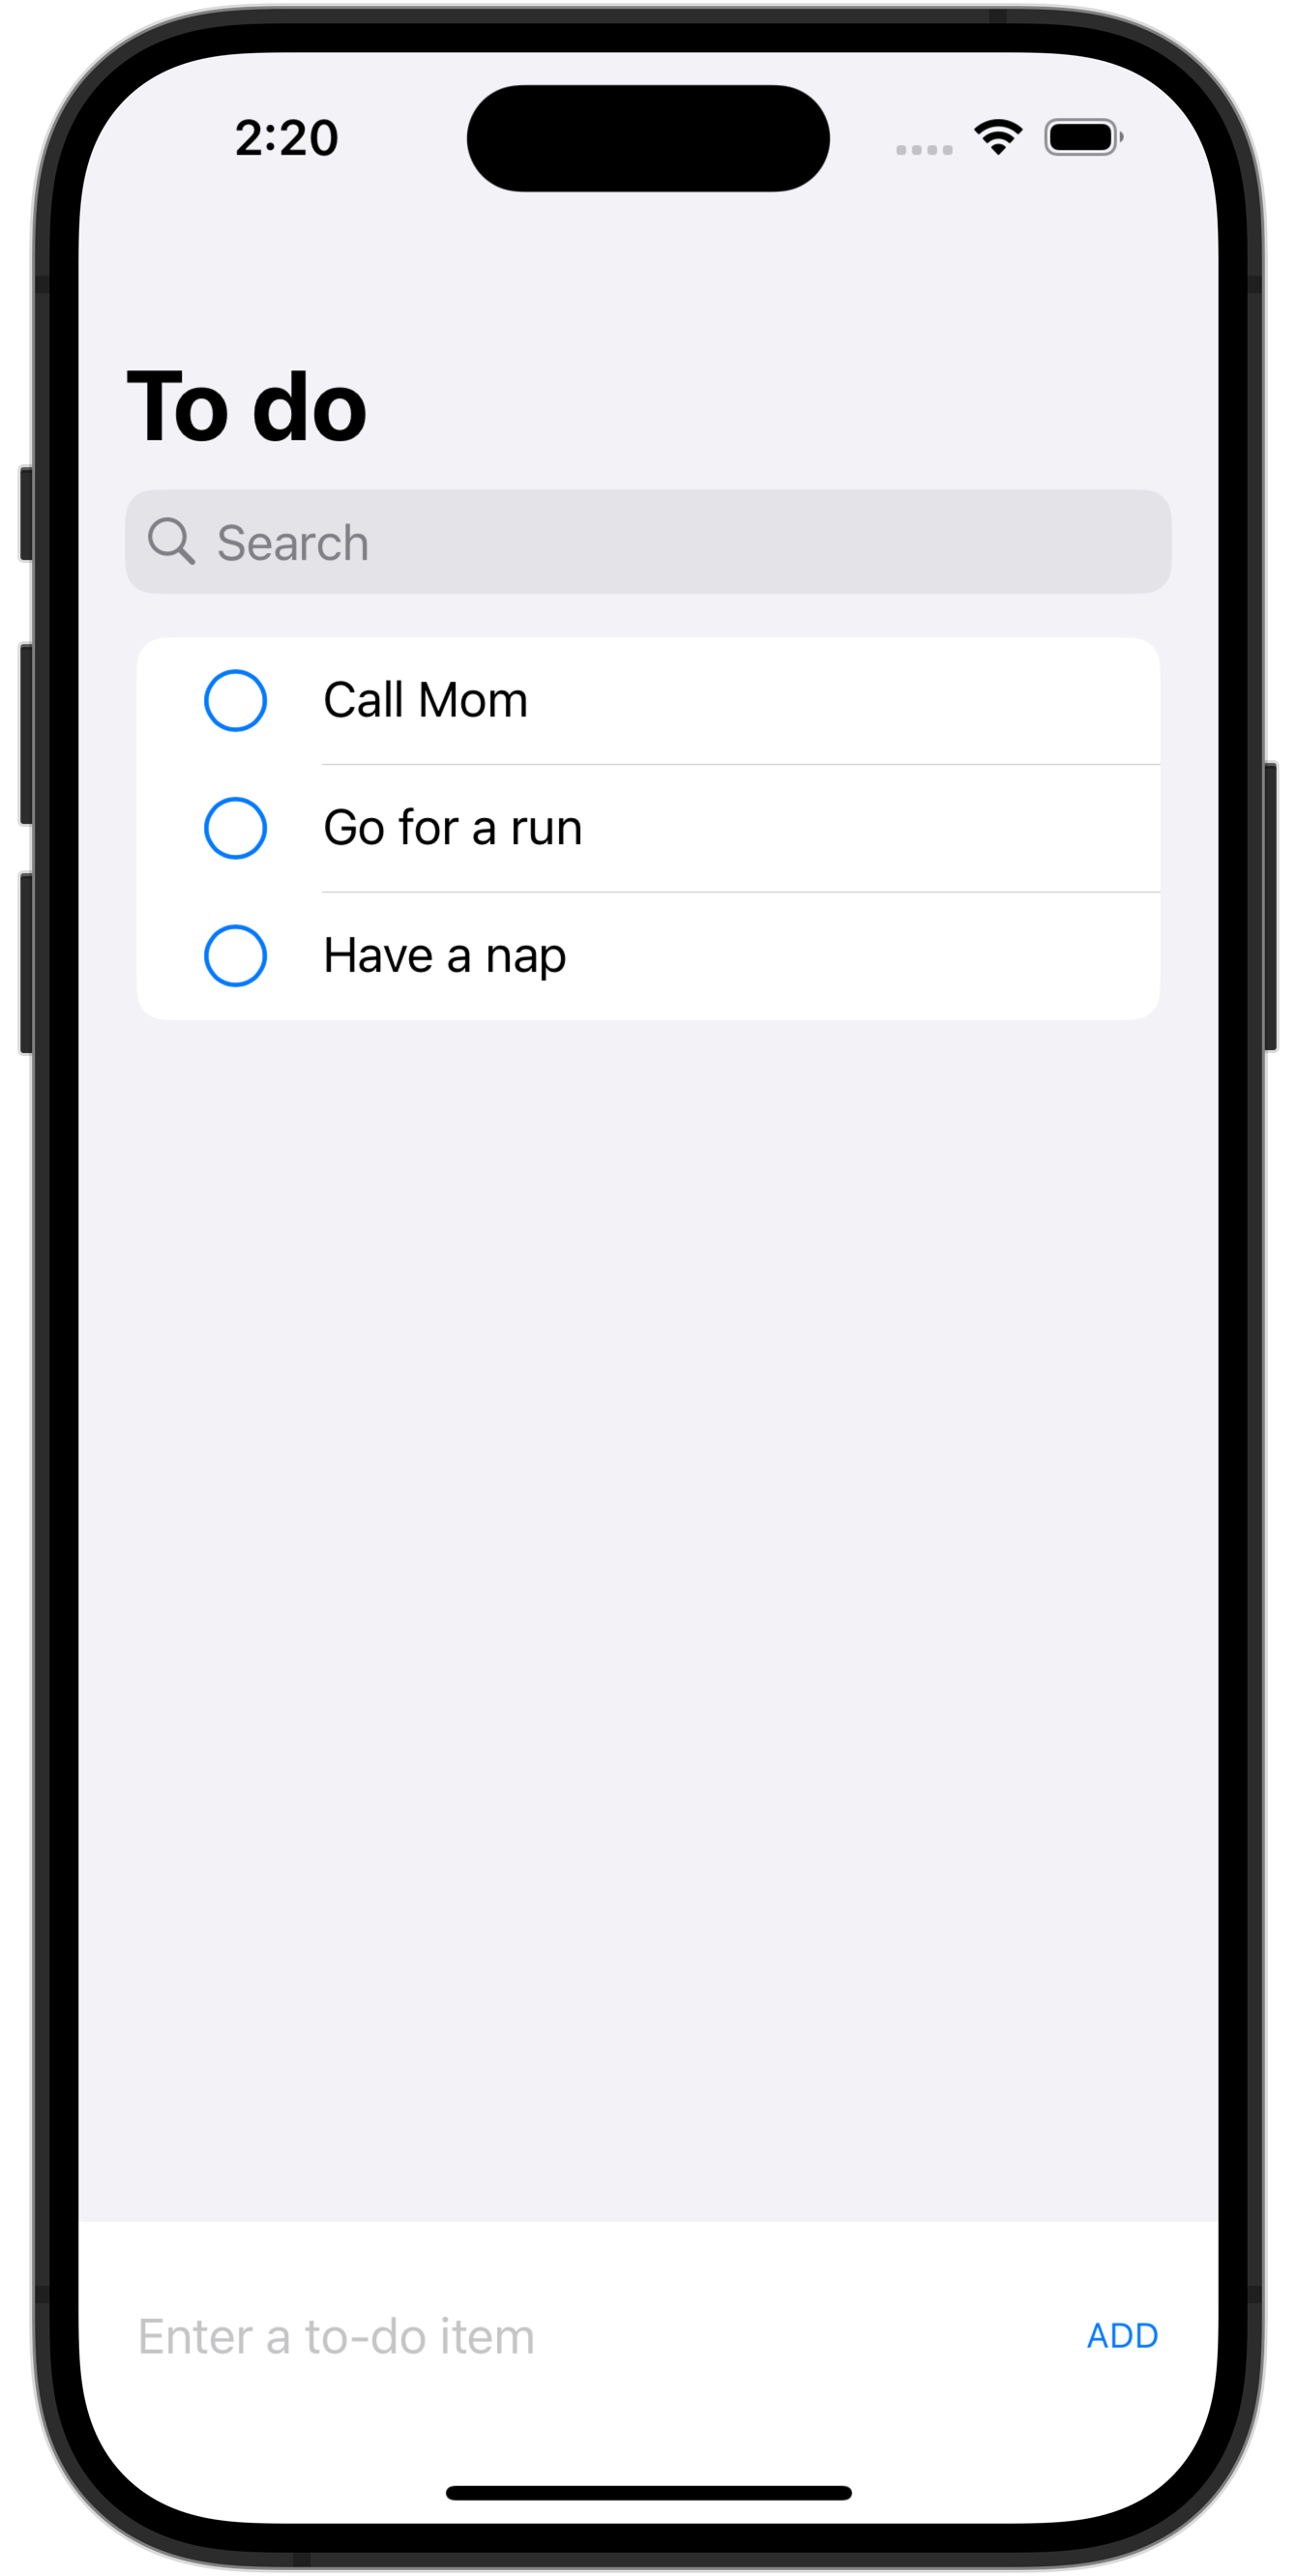 2:20
To do
Search
Call Mom
Go for a run
Have a nap
Enter a to-do item
ADD